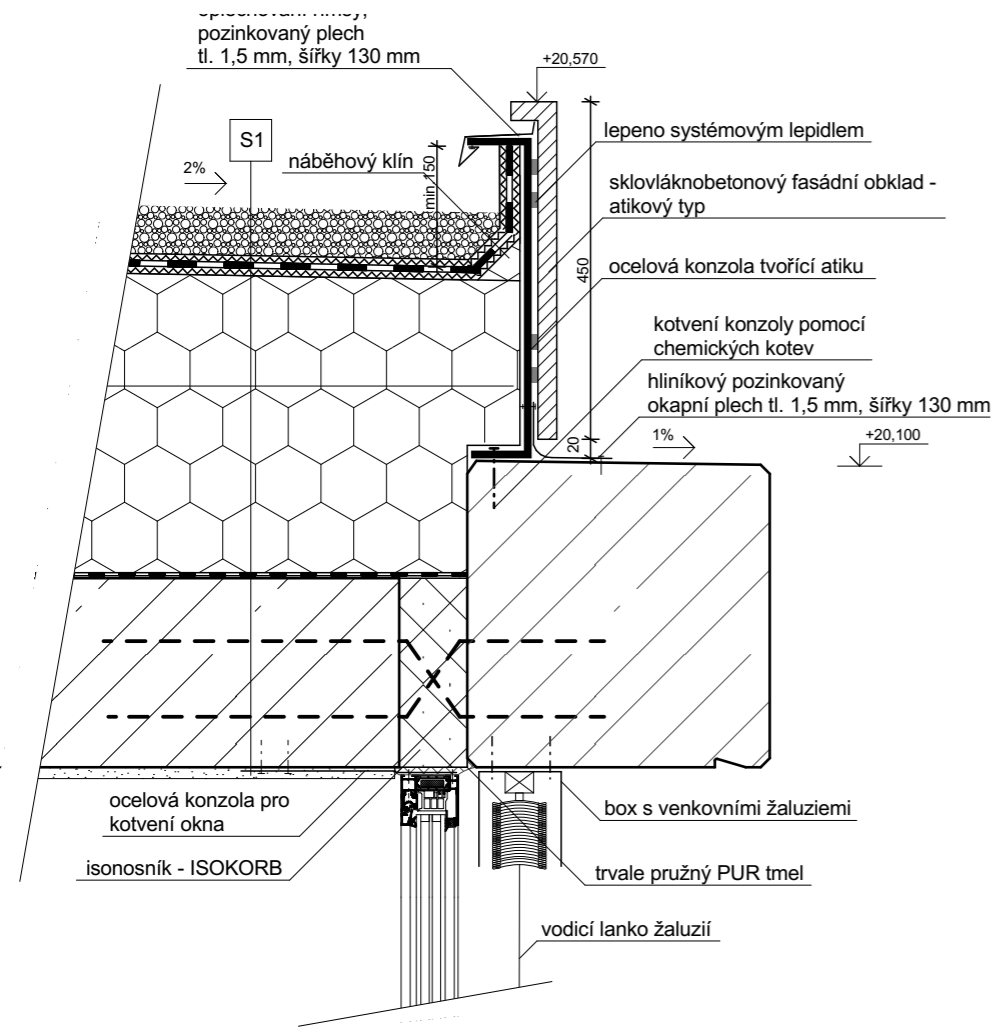 pozinkovaný plech
tl. 1,5 mm, šířky 130 mm
+20,570
S1
lepeno systémovým lepidlem
2%
náběhový klín
min 150
sklovláknobetonový fasádní obklad -
atikový typ
450
ocelová konzola tvořící atiku
kotvení konzoly pomocí
chemických kotev
hliníkový pozinkovaný
okapní plech tl. 1,5 mm, šířky 130 mm
20
1%
+20,100
ocelová konzola pro
kotvení okna
box s venkovními žaluziemi
isonosník - ISOKORB
trvale pružný PUR tmel
vodicí lanko žaluzií